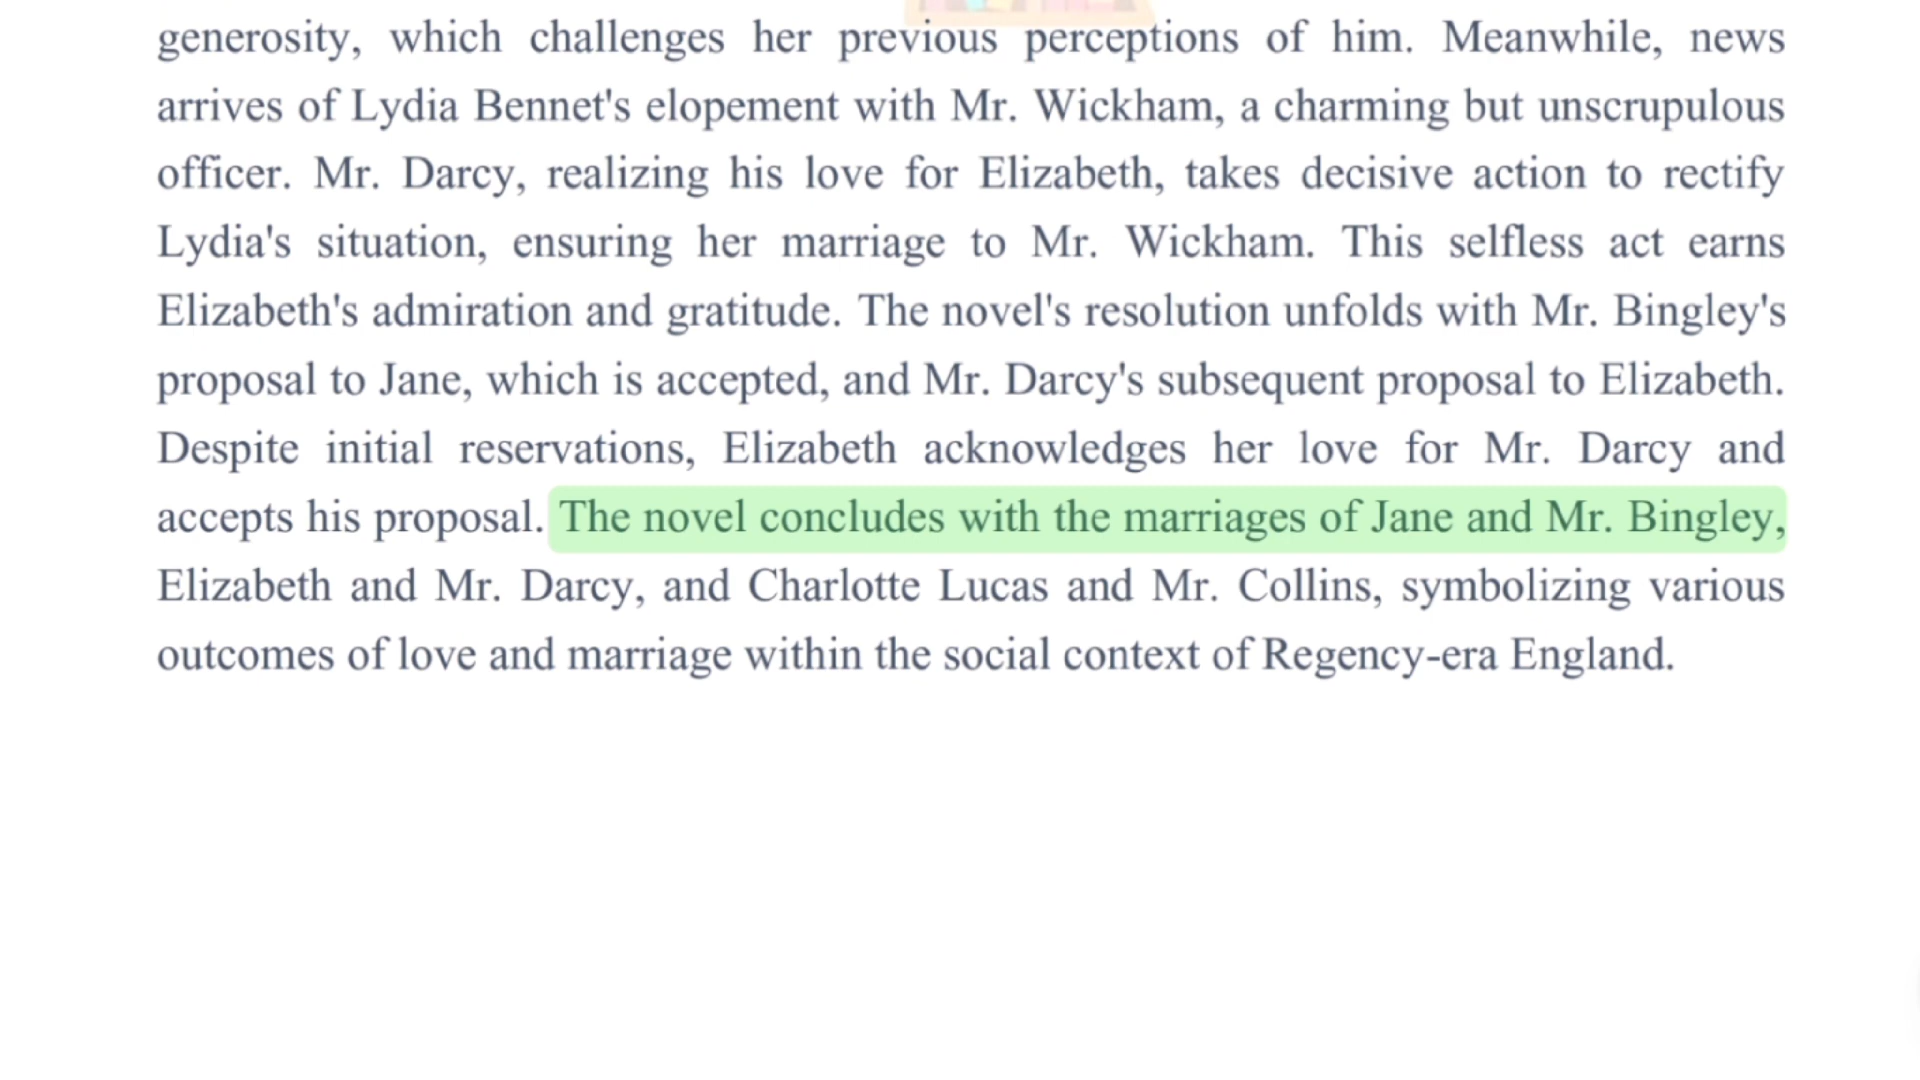 generosity, which challenges her previous perceptions of him. Meanwhile, news
arrives of Lydia Bennet's elopement with Mr. Wickham, a charming but unscrupulous
officer. Mr. Darcy, realizing his love for Elizabeth, takes decisive action to rectify
Lydia's situation, ensuring her marriage to Mr. Wickham. This selfless act earns
Elizabeth's admiration and gratitude. The novel's resolution unfolds with Mr. Bingley's
proposal to Jane, which is accepted, and Mr. Darcy's subsequent proposal to Elizabeth.
Despite initial reservations, Elizabeth acknowledges her love for Mr. Darcy and
accepts his proposal. The novel concludes with the marriages of Jane and Mr. Bingley,
Elizabeth and Mr. Darcy, and Charlotte Lucas and Mr. Collins, symbolizing various
outcomes of love and marriage within the social context of Regency-era England.